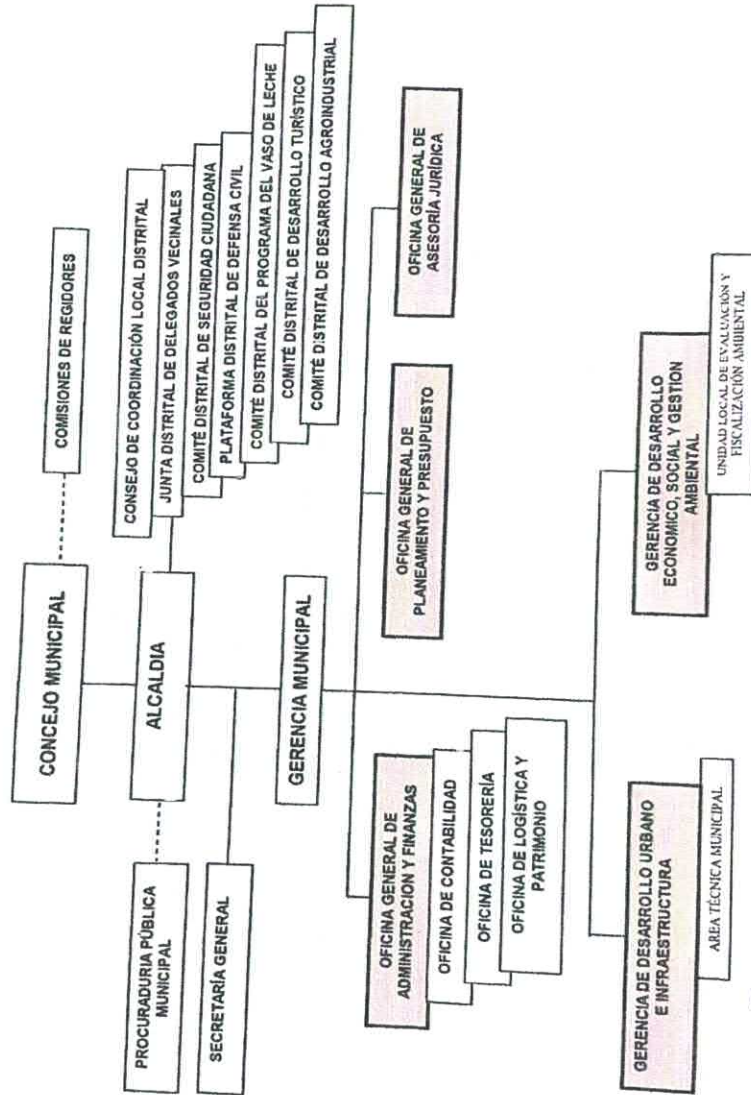 CONCEJO MUNICIPAL
COMISIONES DE REGIDORES
ALCALDIA
PROCURADURIA PÚBLICA
MUNICIPAL
CONSEJO DE COORDINACIÓN LOCAL DISTRITAL
JUNTA DISTRITAL DE DELEGADOS VECINALES
COMITÉ DISTRITAL DE SEGURIDAD CIUDADANA
PLATAFORMA DISTRITAL DE DEFENSA CIVIL
COMITÉ DISTRITAL DEL PROGRAMA DEL VASO DE LECHE
COMITÉ DISTRITAL DE DESARROLLO TURÍSTICO
COMITÉ DISTRITAL DE DESARROLLO AGROINDUSTRIAL
SECRETARÍA GENERAL
GERENCIA MUNICIPAL
OFICINA GENERAL DE
ADMINISTRACION Y FINANZAS
OFICINA DE CONTABILIDAD
OFICINA DE TESORERÍA
OFICINA DE LOGÍSTICA Y
PATRIMONIO
OFICINA GENERAL DE
PLANEAMIENTO Y PRESUPUESTO
OFICINA GENERAL DE
ASESORÍA JURÍDICA
GERENCIA DE DESARROLLO URBANO
E INFRAESTRUCTURA
AREA TÉCNICA MUNICIPAL
GERENCIA DE DESARROLLO
ECONOMICO, SOCIAL Y GESTION
AMBIENTAL
UNIDAD LOCAL DE EVALUACIÓN Y
FISCALIZACIÓN AMBIENTAL